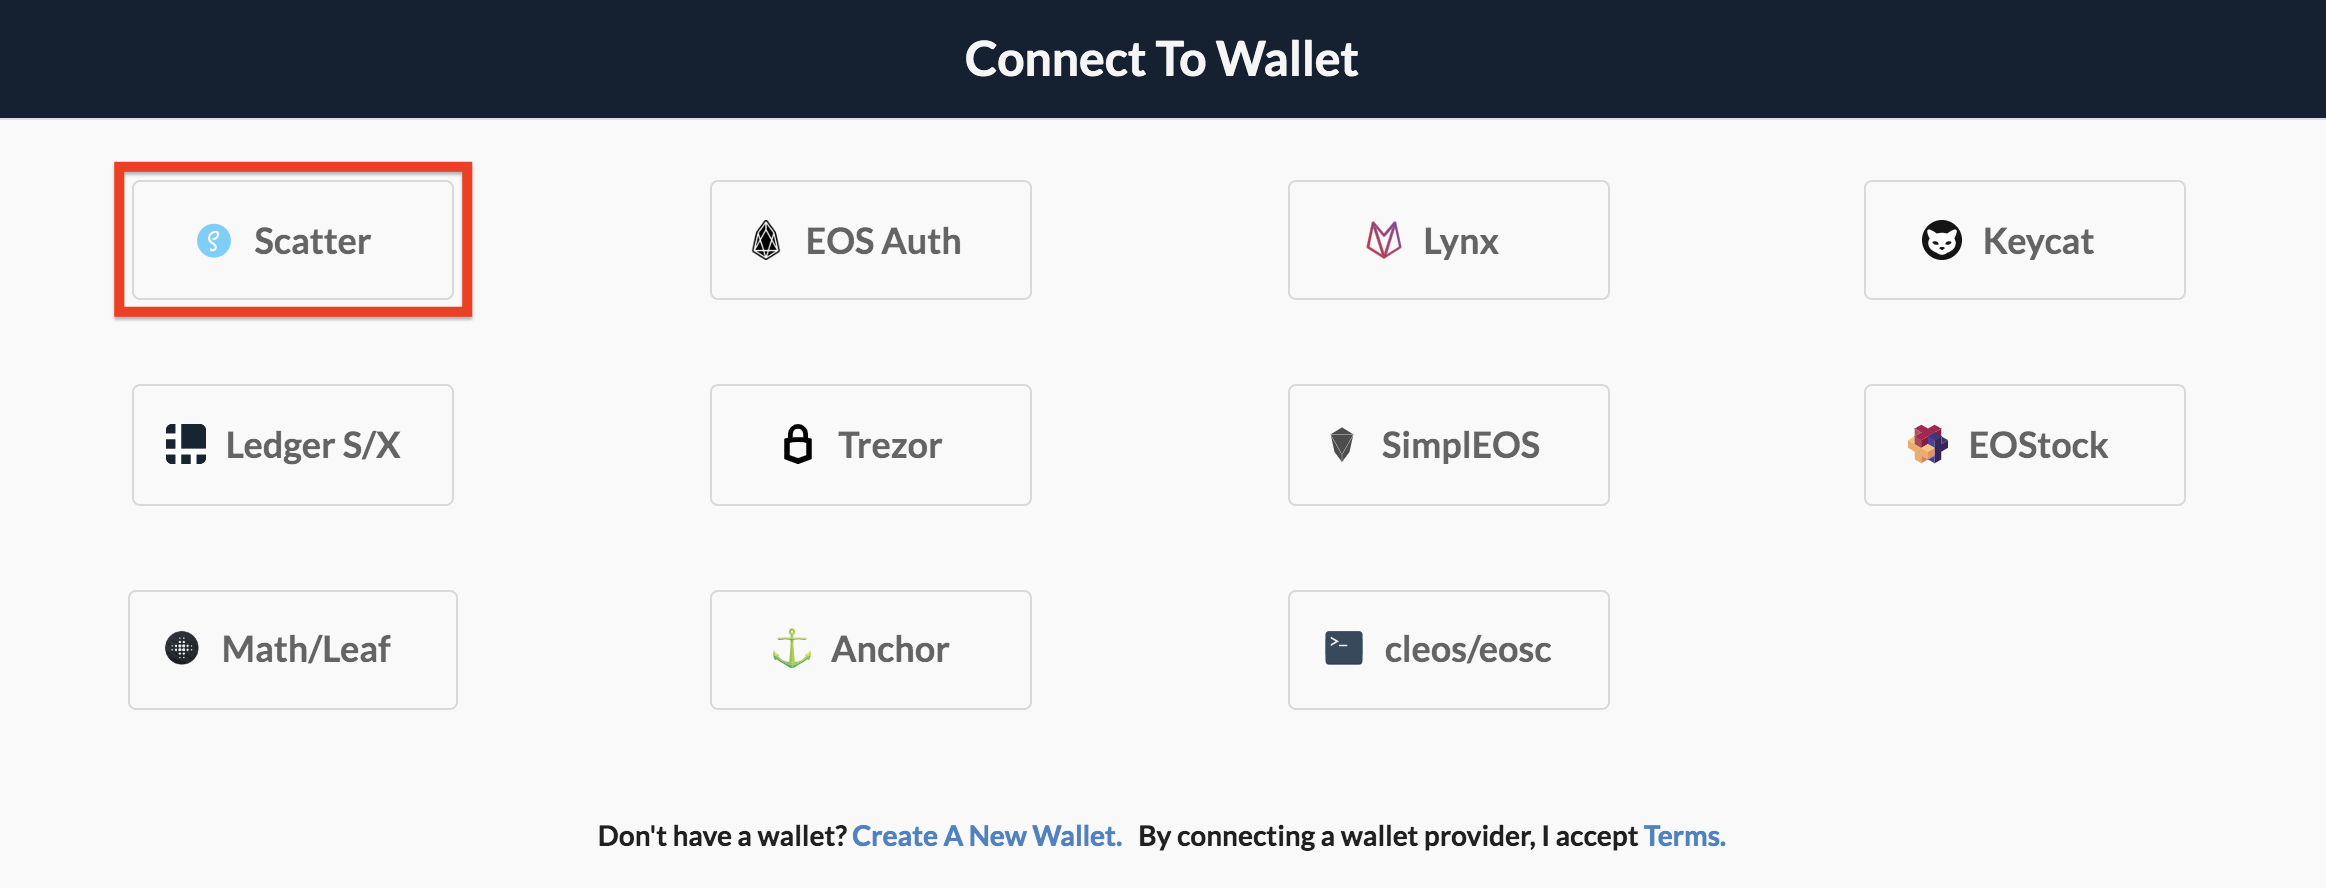 Connect To Wallet
Scatter
EOS Auth
Lynx
Keycat
Ledger S/X
Trezor
SimplEOS
EOStock
Math/Leaf
Anchor
>_ cleos/eosc
Don't have a wallet? Create A New Wallet. By connecting a wallet provider, I accept Terms.